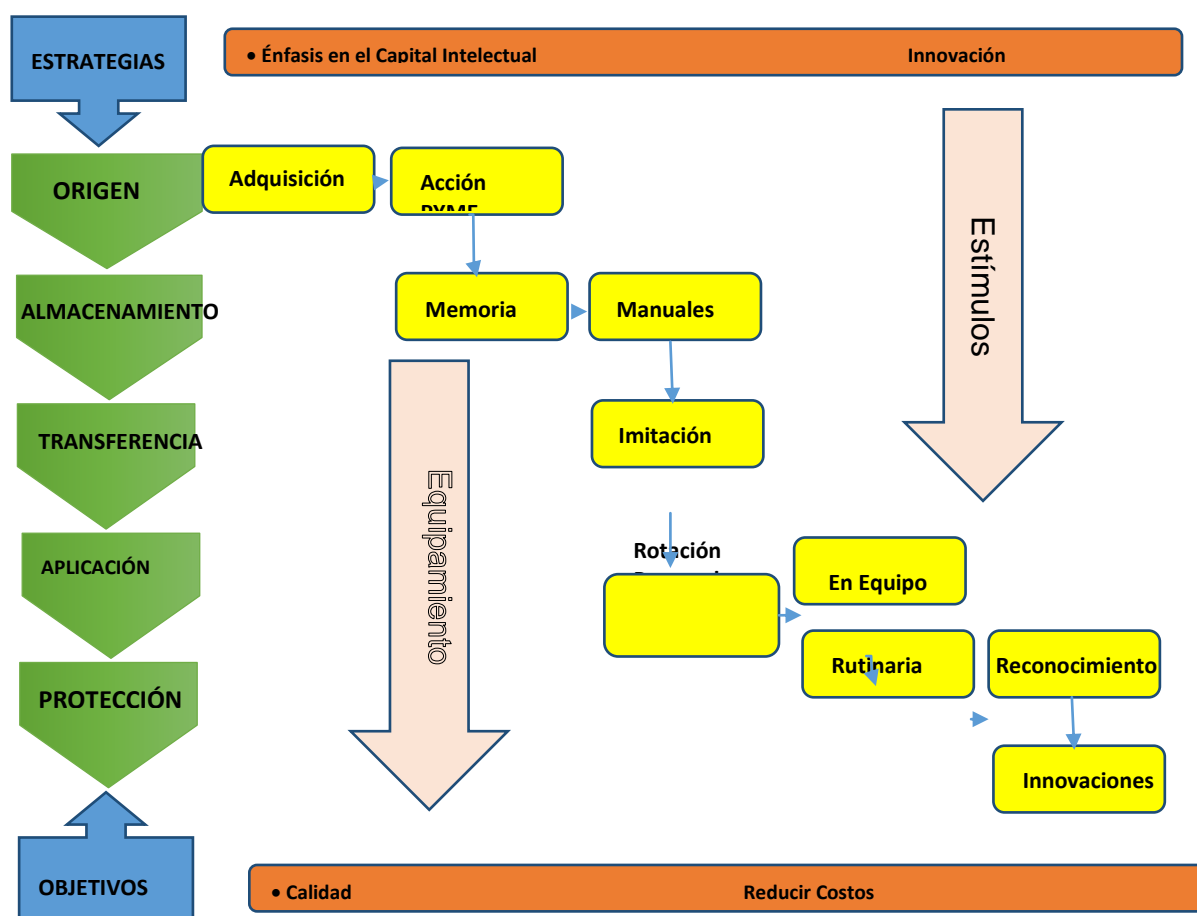 ESTRATEGIAS
• Énfasis en el Capital Intelectual Innovación
ORIGEN
Adquisición
Acción
PYME
Estímulos
ALMACENAMIENTO
Memoria
Manuales
TRANSFERENCIA
Imitación
Equipamiento
Rotación
APLICACIÓN
En Equipo
Rutinaria
Reconocimiento
PROTECCIÓN
Innovaciones
OBJETIVOS
• Calidad Reducir Costos